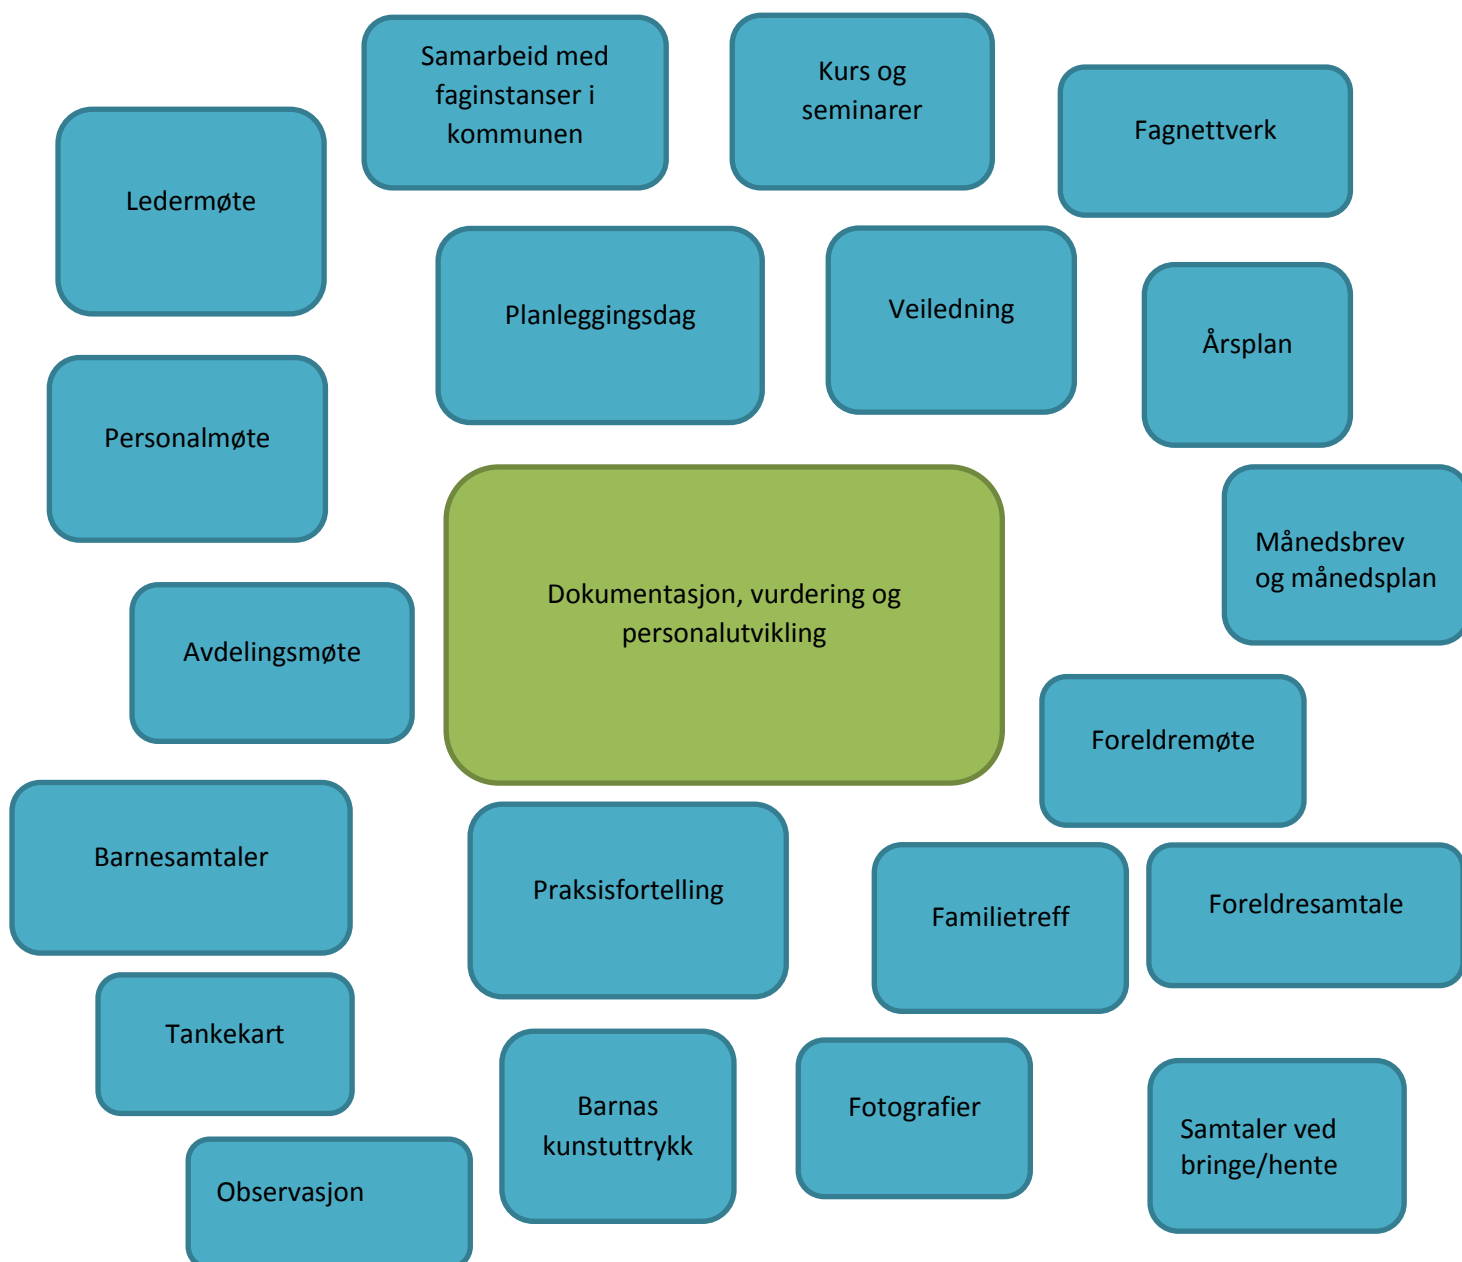 Samarbeid med
faginstanser i
kommunen
Kurs og
seminarer
Fagnettverk
Ledermøte
Planleggingsdag
Veiledning
Årsplan
Personalmøte
Månedsbrev
og månedsplan
Dokumentasjon, vurdering og
personalutvikling
Avdelingsmøte
Foreldremøte
Barnesamtaler
Praksisfortelling
Familietreff
Foreldresamtale
Tankekart
Barnas
kunstuttrykk
Fotografier
Samtaler ved
bringe/hente
Observasjon